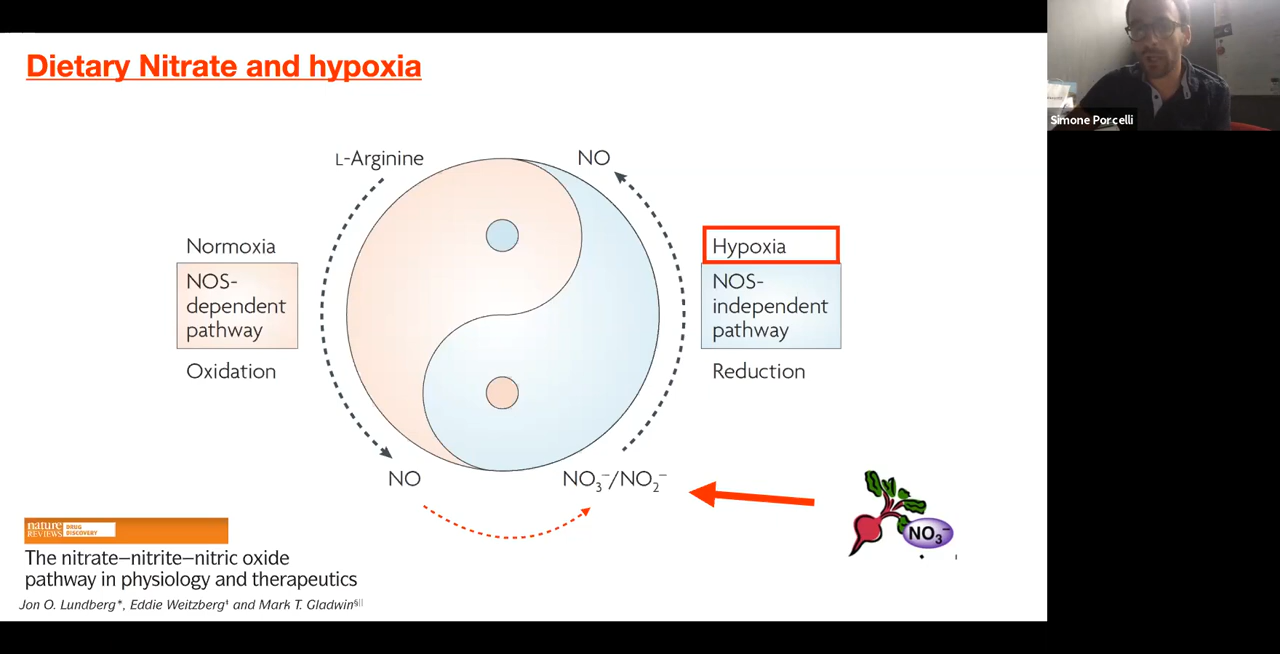 Dietary Nitrate and hypoxia
Simone Porcelli
L-Arginine
NO
Normoxia
NOS-
dependent
pathway
Oxidation
Hypoxia
NOS-
independent
pathway
Reduction
NO
NO₃⁻/NO₂⁻
NO₃⁻
nature
REVIEWS
DRUG
DISCOVERY
The nitrate–nitrite–nitric oxide
pathway in physiology and therapeutics
Jon O. Lundberg*, Eddie Weitzberg‡ and Mark T. Gladwin§||